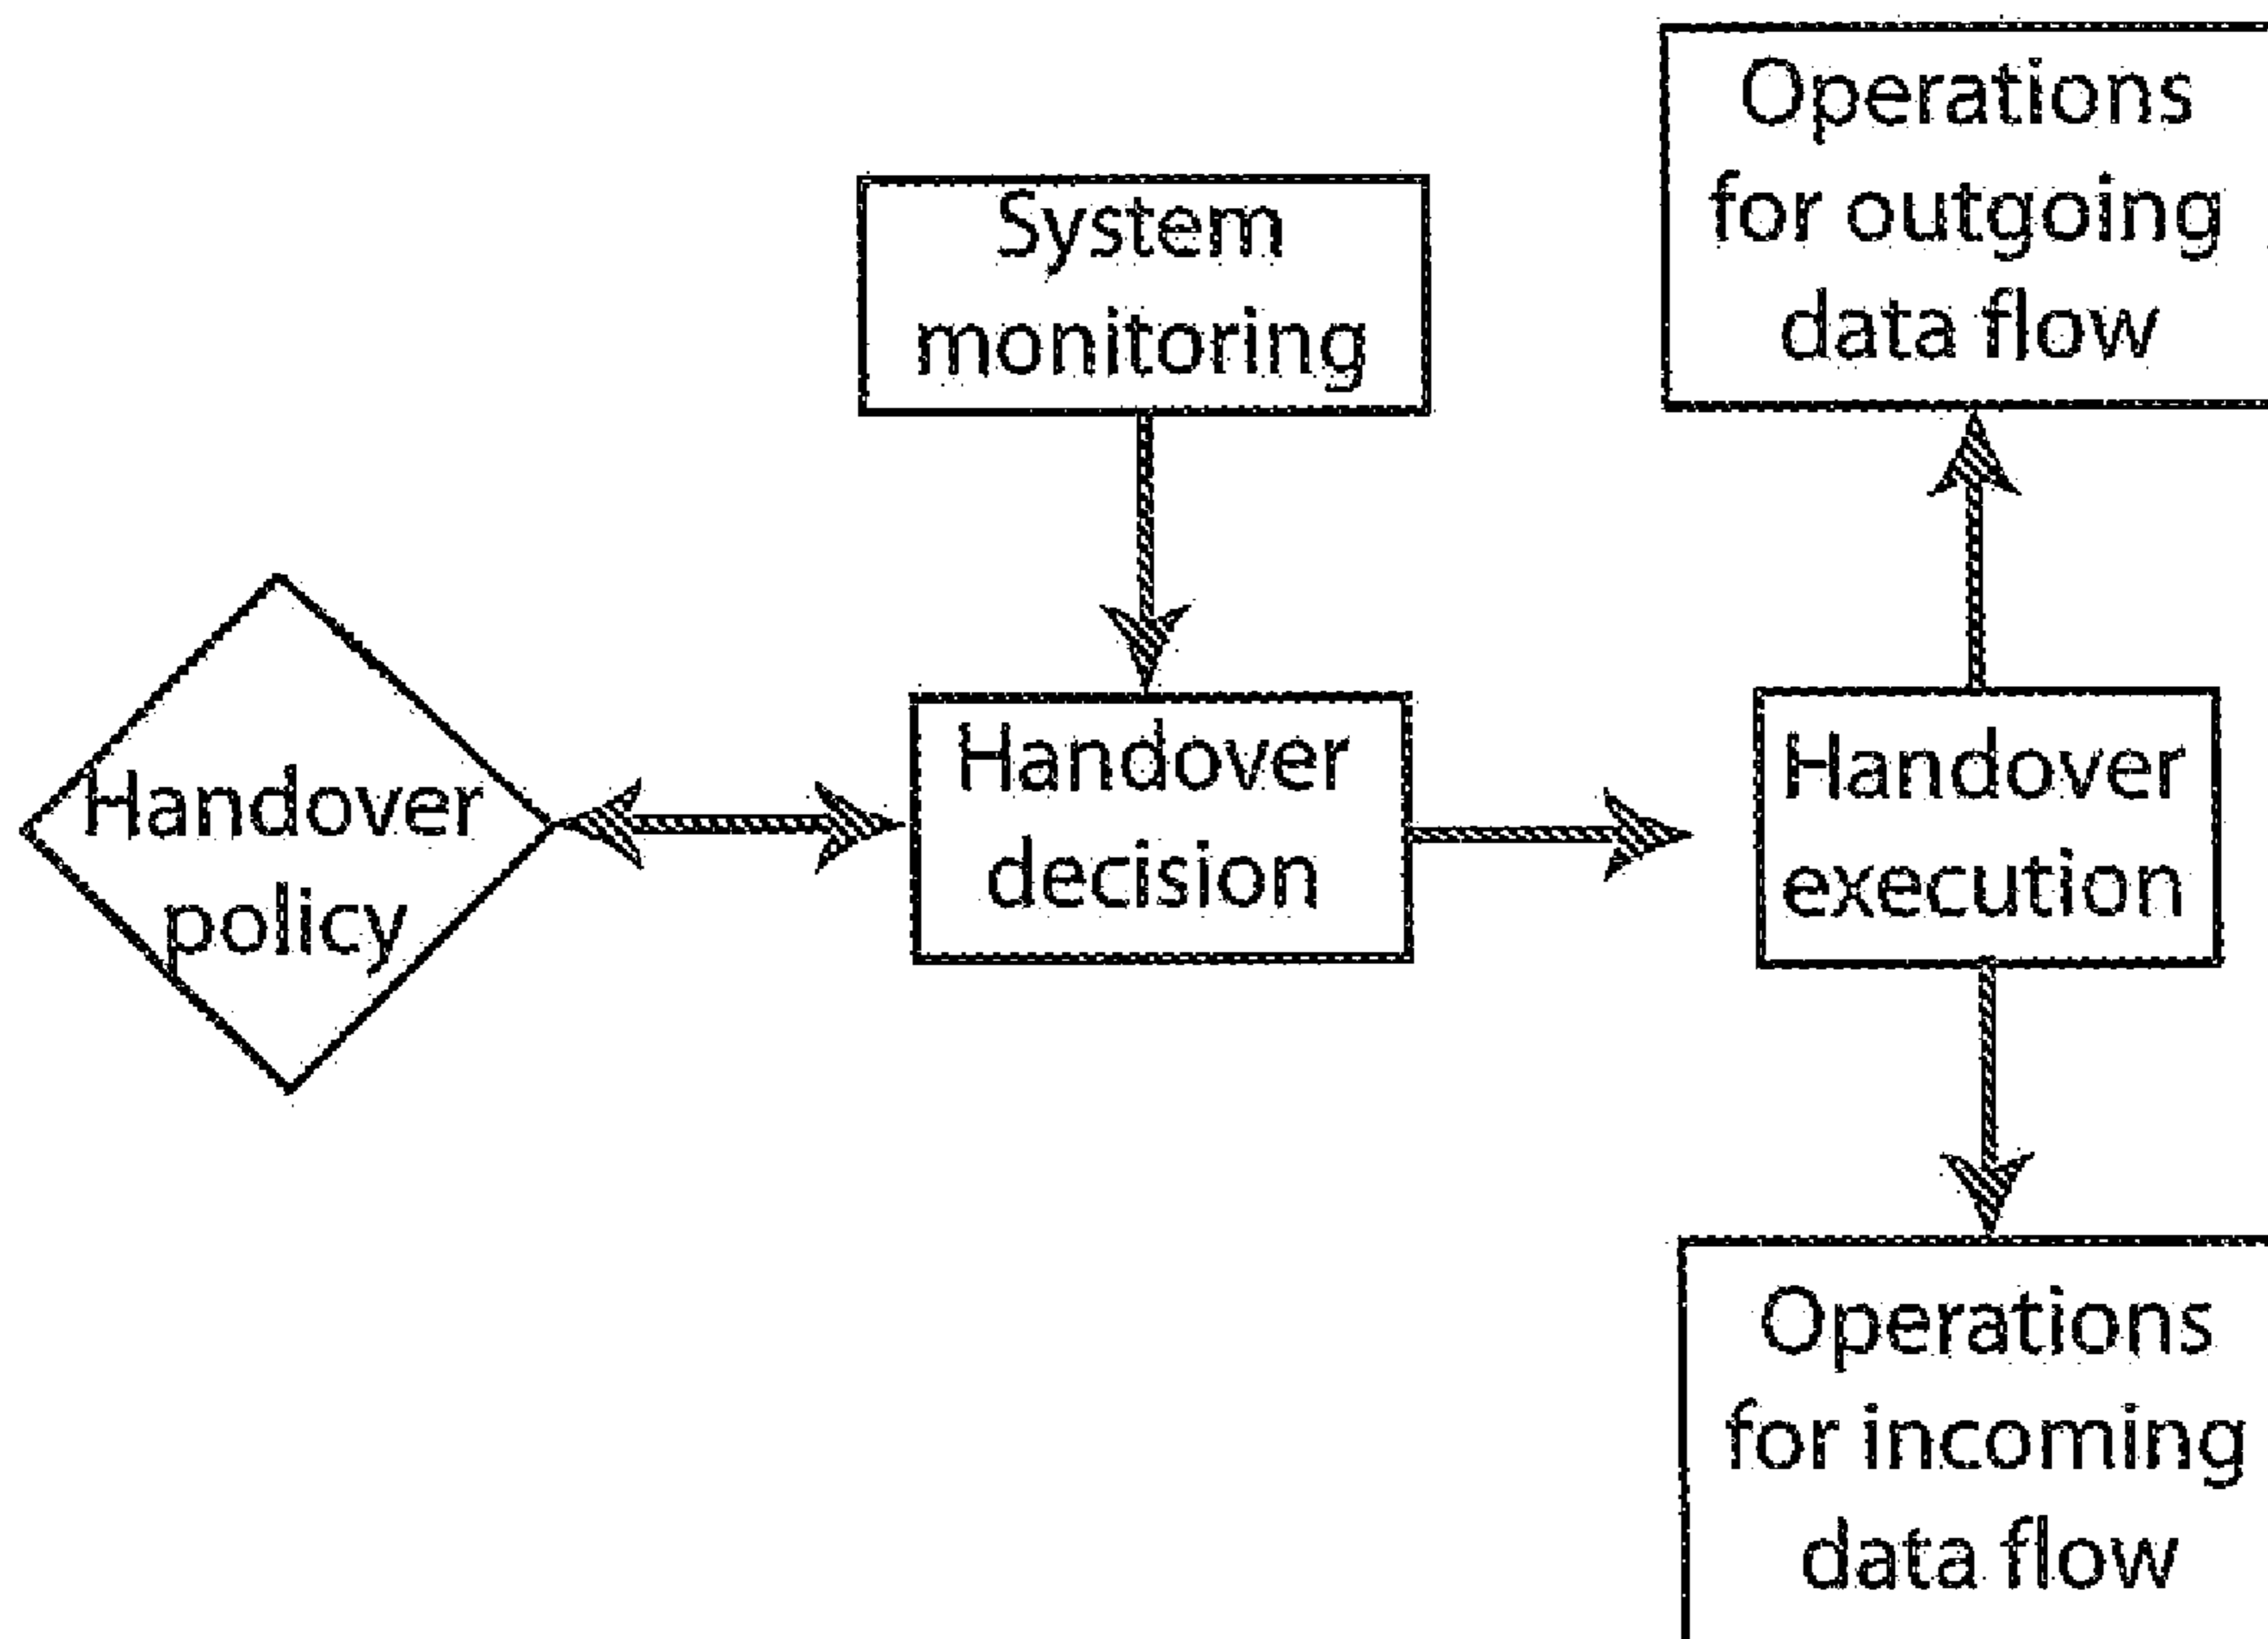 Operations
for outgoing
data flow
System
monitoring
Handover
policy
Handover
decision
Handover
execution
Operations
for incoming
data flow